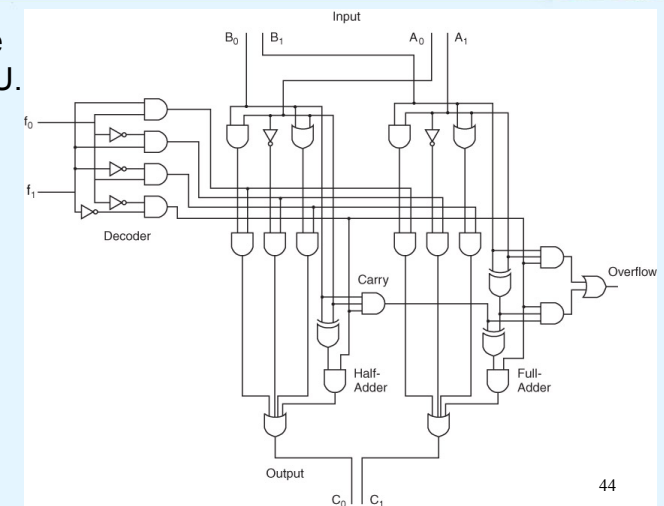 Input
B₀ B₁ A₀ A₁
e
U.
f₀
f₁
Decoder
Carry
Overflow
Half-
Adder
Full-
Adder
Output
C₀ C₁
44